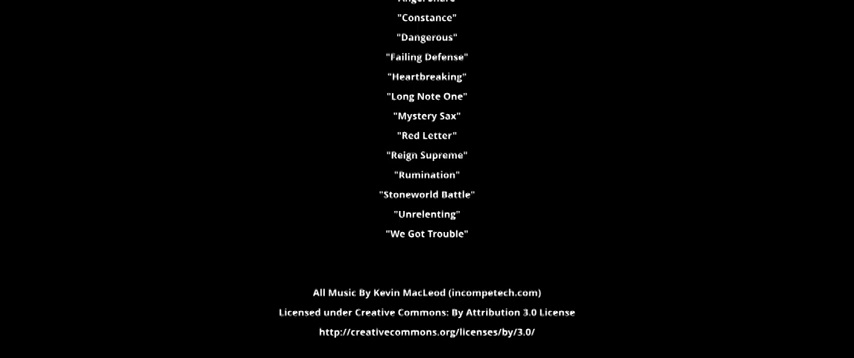 "Constance"
"Dangerous"
"Failing Defense"
"Heartbreaking"
"Long Note One"
"Mystery Sax"
"Red Letter"
"Reign Supreme"
"Rumination"
"Stoneworld Battle"
"Unrelenting"
"We Got Trouble"
All Music By Kevin MacLeod (incompetech.com)
Licensed under Creative Commons: By Attribution 3.0 License
http://creativecommons.org/licenses/by/3.0/